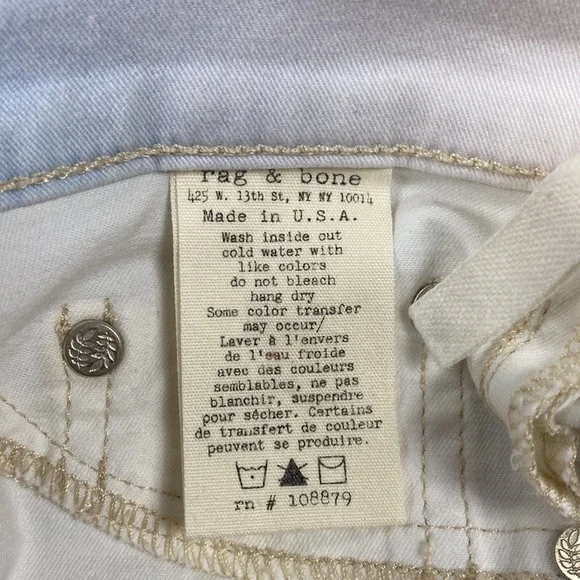 rag & bone
425 W. 13th St, NY NY 10014
Made in U.S.A.
Wash inside out
cold water with
like colors
do not bleach
hang dry
Some color transfer
may occur/
Laver à l'envers
de l'eau froide
avec des couleurs
semblables, ne pas
blanchir, suspendre
pour sécher. Certains
de transfert de couleur
peuvent se produire.
rn # 108879